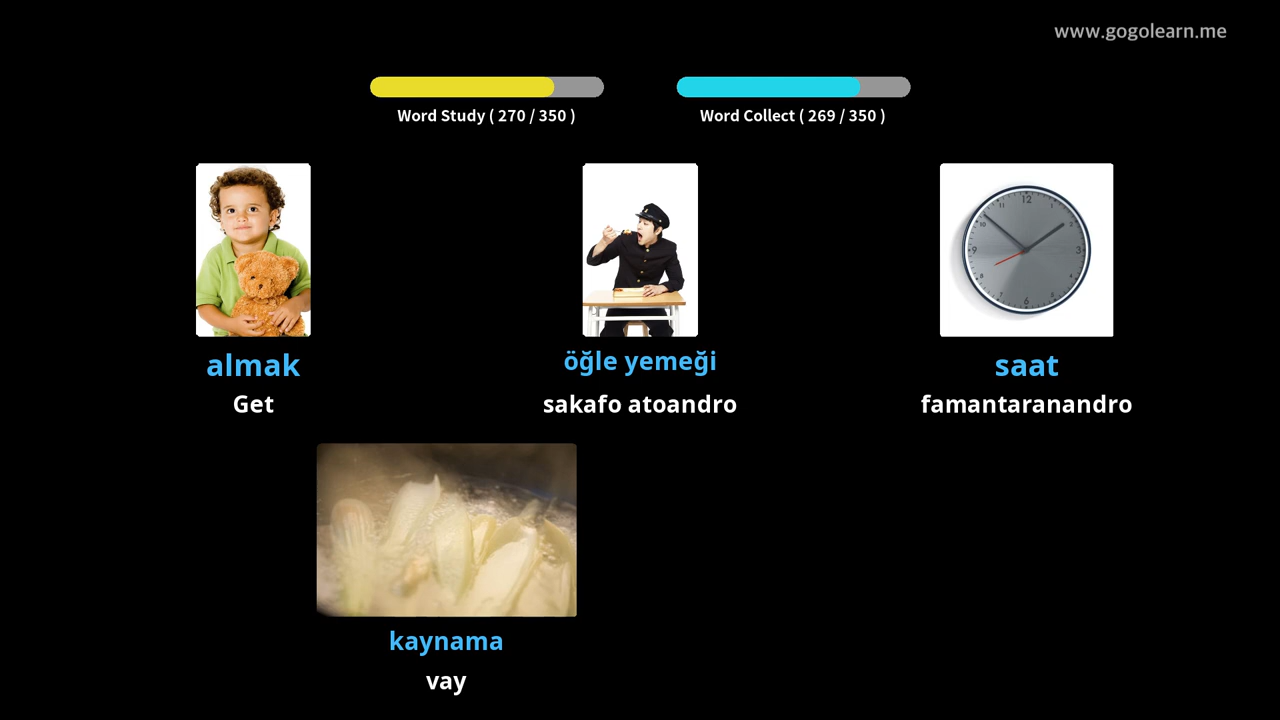 www.gogolearn.me
Word Study ( 270 / 350 )
Word Collect ( 269 / 350 )
almak
Get
öğle yemeği
sakafo atoandro
saat
famantaranandro
kaynama
vay